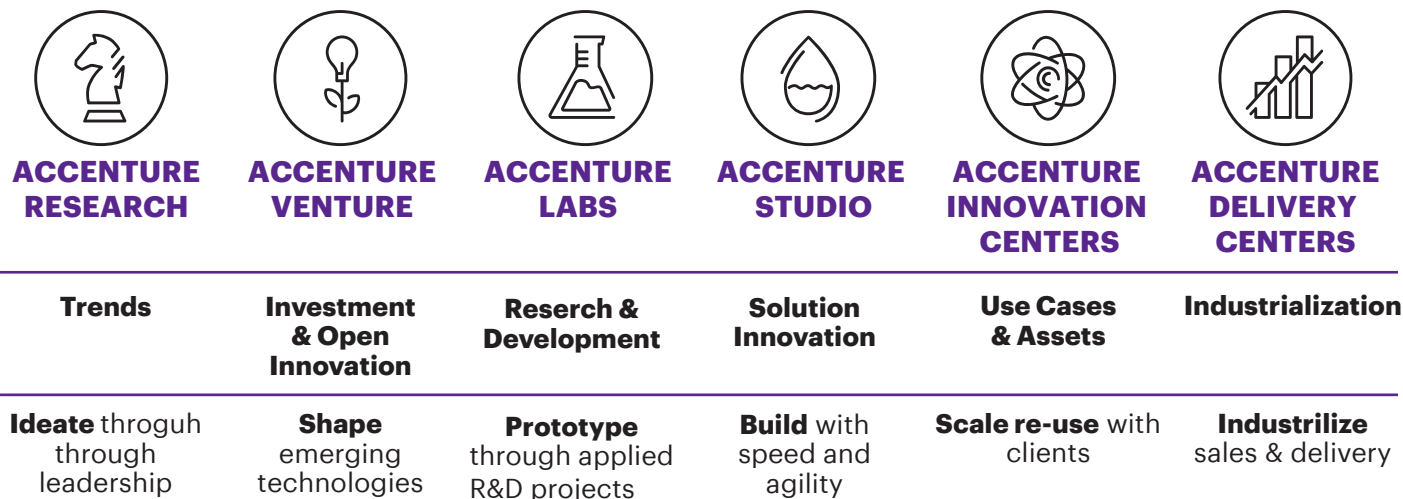 ACCENTURE
RESEARCH
ACCENTURE
VENTURE
ACCENTURE
LABS
ACCENTURE
STUDIO
ACCENTURE
INNOVATION
CENTERS
ACCENTURE
DELIVERY
CENTERS
Trends
Investment
& Open
Innovation
Reserch &
Development
Solution
Innovation
Use Cases
& Assets
Industrialization
Ideate throguh
through
leadership
Shape
emerging
technologies
Prototype
through applied
R&D projects
Build with
speed and
agility
Scale re-use with
clients
Industrilize
sales & delivery